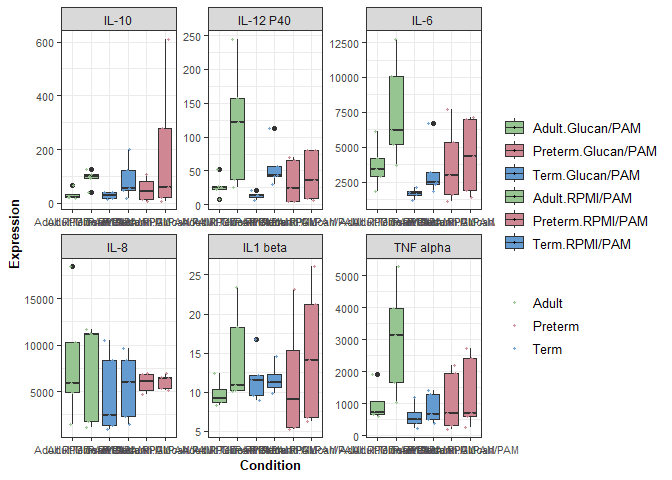 IL-10
IL-12 P40
IL-6
600
400
200
0
250
200
150
100
50
0
12500
10000
7500
5000
2500
Expression
IL-8
IL1 beta
TNF alpha
15000
10000
5000
25
20
15
10
5
5000
4000
3000
2000
1000
0
Condition
Adult.Glucan/PAM
Preterm.Glucan/PAM
Term.Glucan/PAM
Adult.RPMI/PAM
Preterm.RPMI/PAM
Term.RPMI/PAM
Adult
Preterm
Term